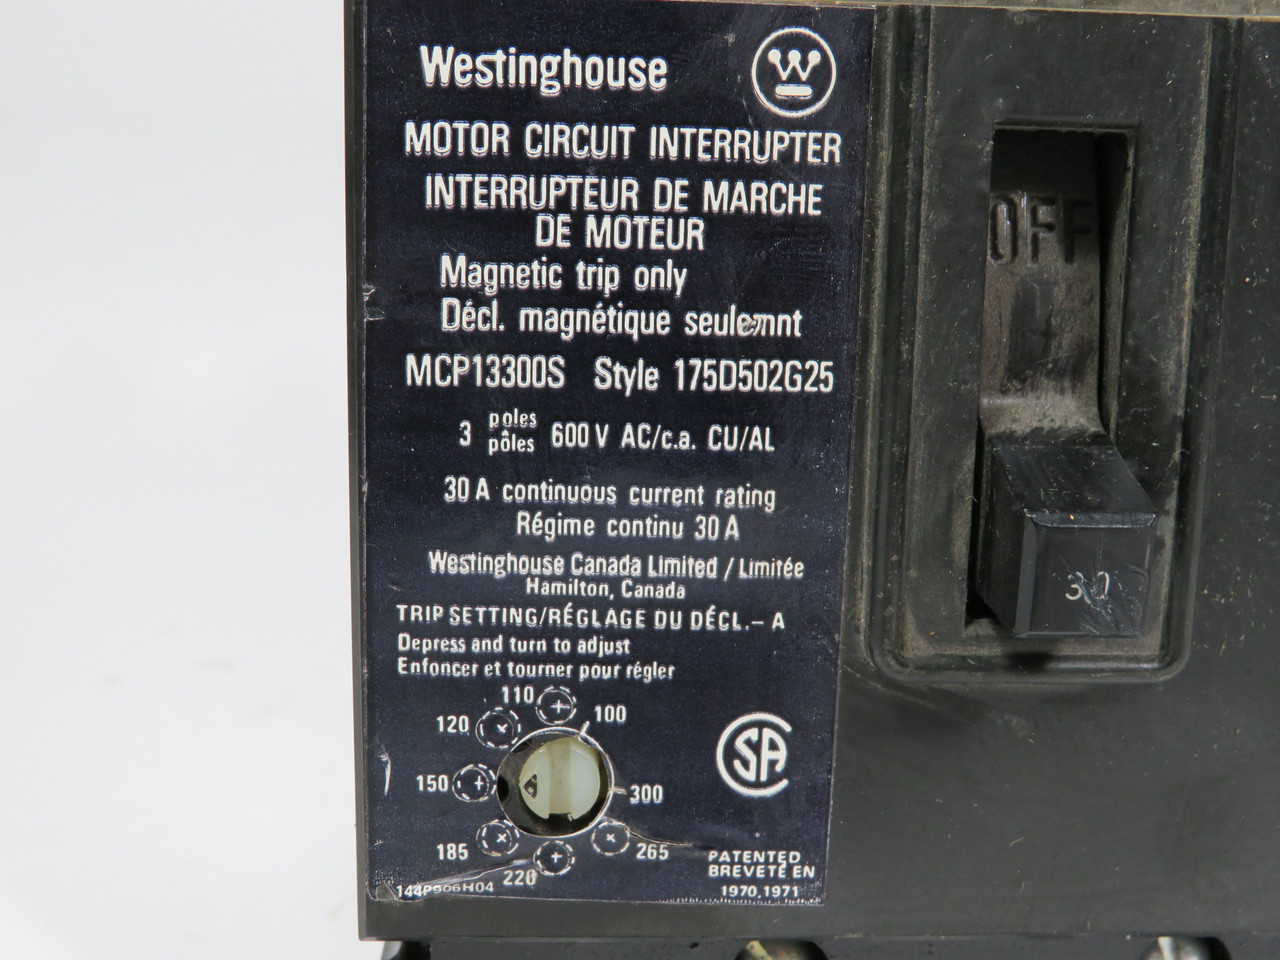 Westinghouse
MOTOR CIRCUIT INTERRUPTER
INTERRUPTEUR DE MARCHE
DE MOTEUR
Magnetic trip only
Décl. magnétique seulemnt
MCP13300S Style 175D502G25
3 poles pôles 600 V AC/c.a. CU/AL
30 A continuous current rating
Régime continu 30 A
Westinghouse Canada Limited / Limitée
Hamilton, Canada
TRIP SETTING/RÉGLAGE DU DÉCL.– A
Depress and turn to adjust
Enfoncer et tourner pour régler
110
100
120
150
300
185
265
220
SA
PATENTED
BREVETÉ EN
1970,1971
144P906H04
OFF
30